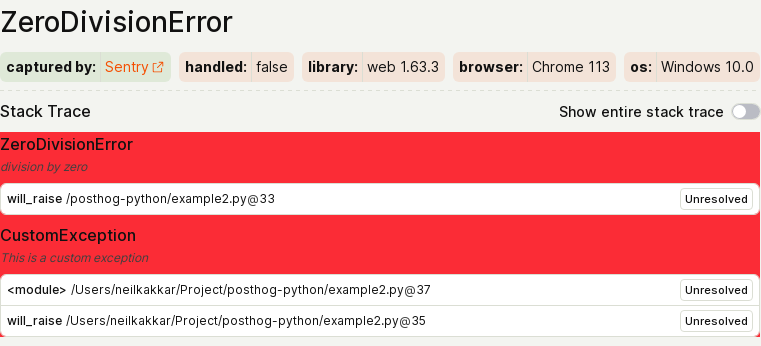 ZeroDivisionError
captured by: Sentry handled: false library: web 1.63.3 browser: Chrome 113 os: Windows 10.0
Stack Trace Show entire stack trace
ZeroDivisionError
division by zero
will_raise /posthog-python/example2.py@33 Unresolved
CustomException
This is a custom exception
<module> /Users/neilkakkar/Project/posthog-python/example2.py@37 Unresolved
will_raise /Users/neilkakkar/Project/posthog-python/example2.py@35 Unresolved